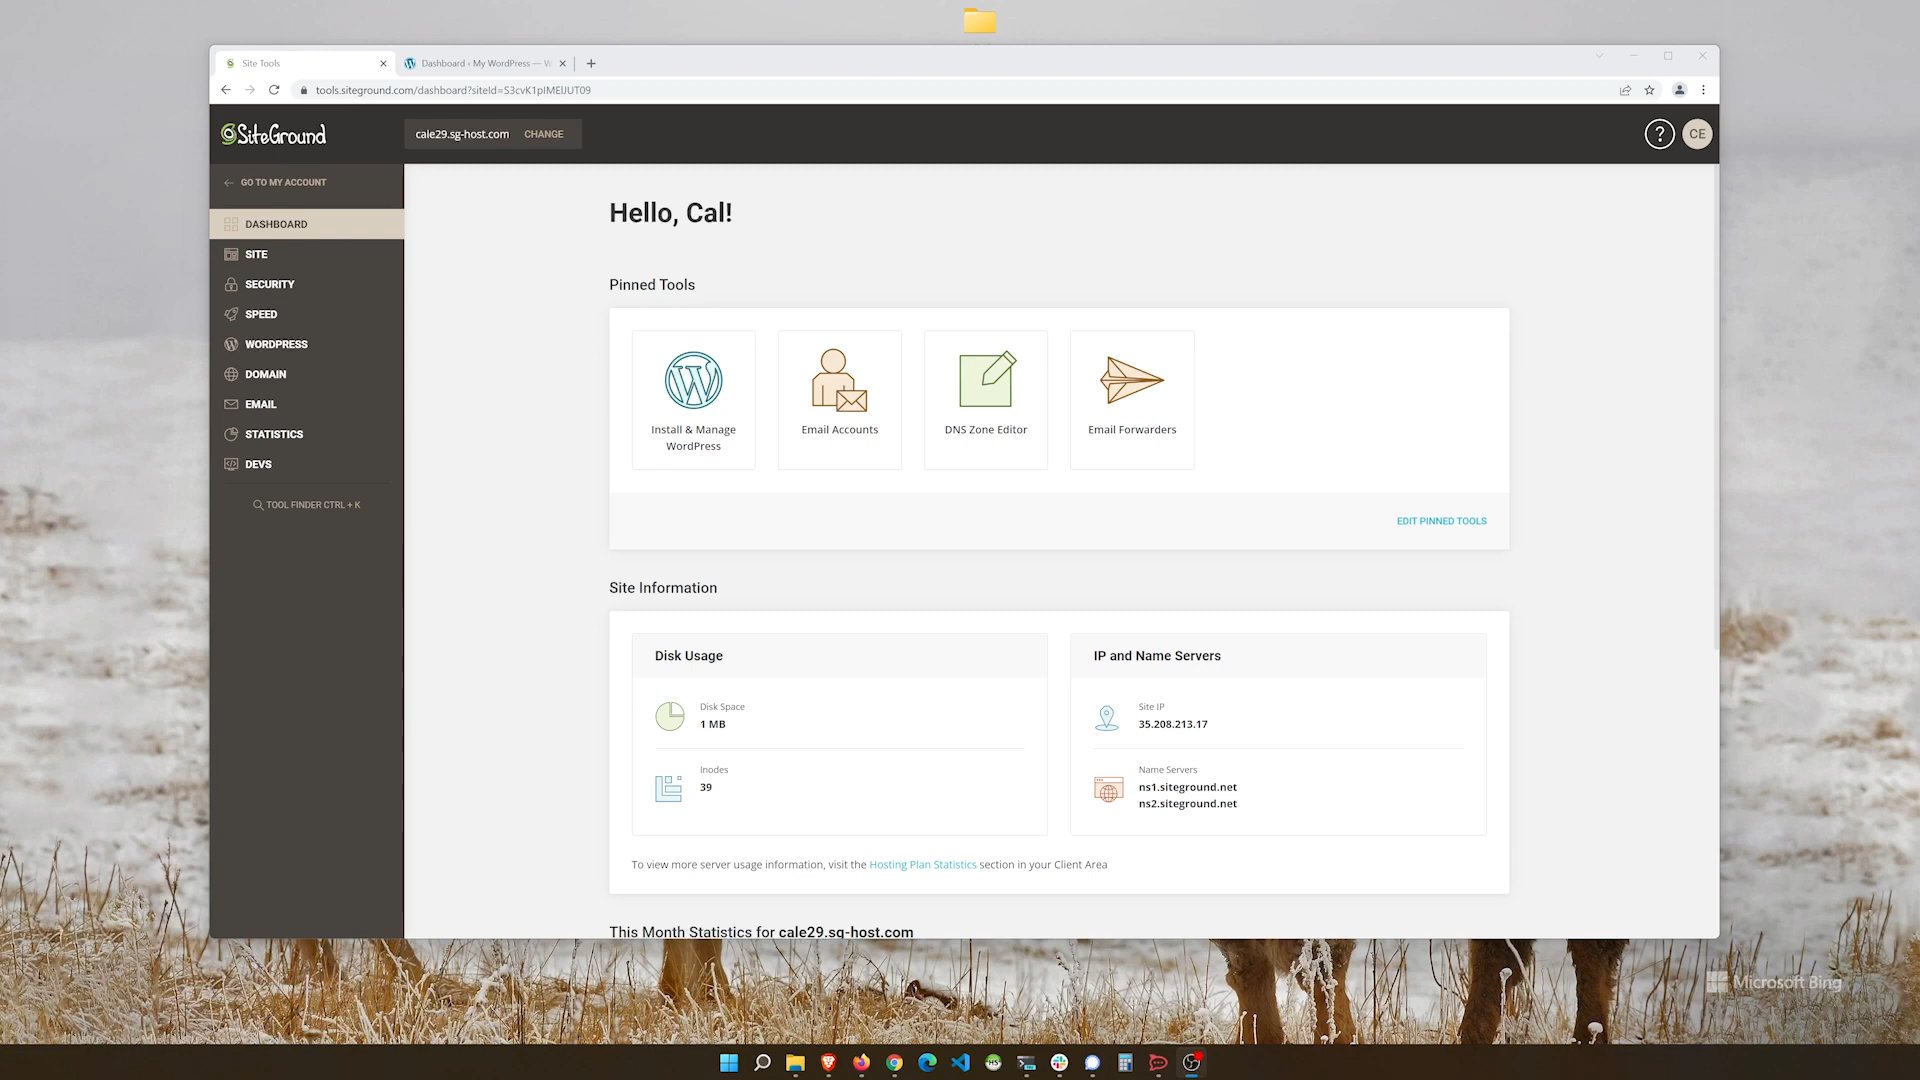 Site Tools
Dashboard ‹ My WordPress — W
tools.siteground.com/dashboard?siteId=S3cvK1pIMElJUT09
SiteGround
cale29.sg-host.com CHANGE
?
CE
GO TO MY ACCOUNT
DASHBOARD
SITE
SECURITY
SPEED
WORDPRESS
DOMAIN
EMAIL
STATISTICS
DEVS
TOOL FINDER CTRL + K
Hello, Cal!
Pinned Tools
Install & Manage
WordPress
Email Accounts
DNS Zone Editor
Email Forwarders
EDIT PINNED TOOLS
Site Information
Disk Usage
Disk Space
1 MB
Inodes
39
IP and Name Servers
Site IP
35.208.213.17
Name Servers
ns1.siteground.net
ns2.siteground.net
To view more server usage information, visit the Hosting Plan Statistics section in your Client Area
This Month Statistics for cale29.sg-host.com
Microsoft Bing